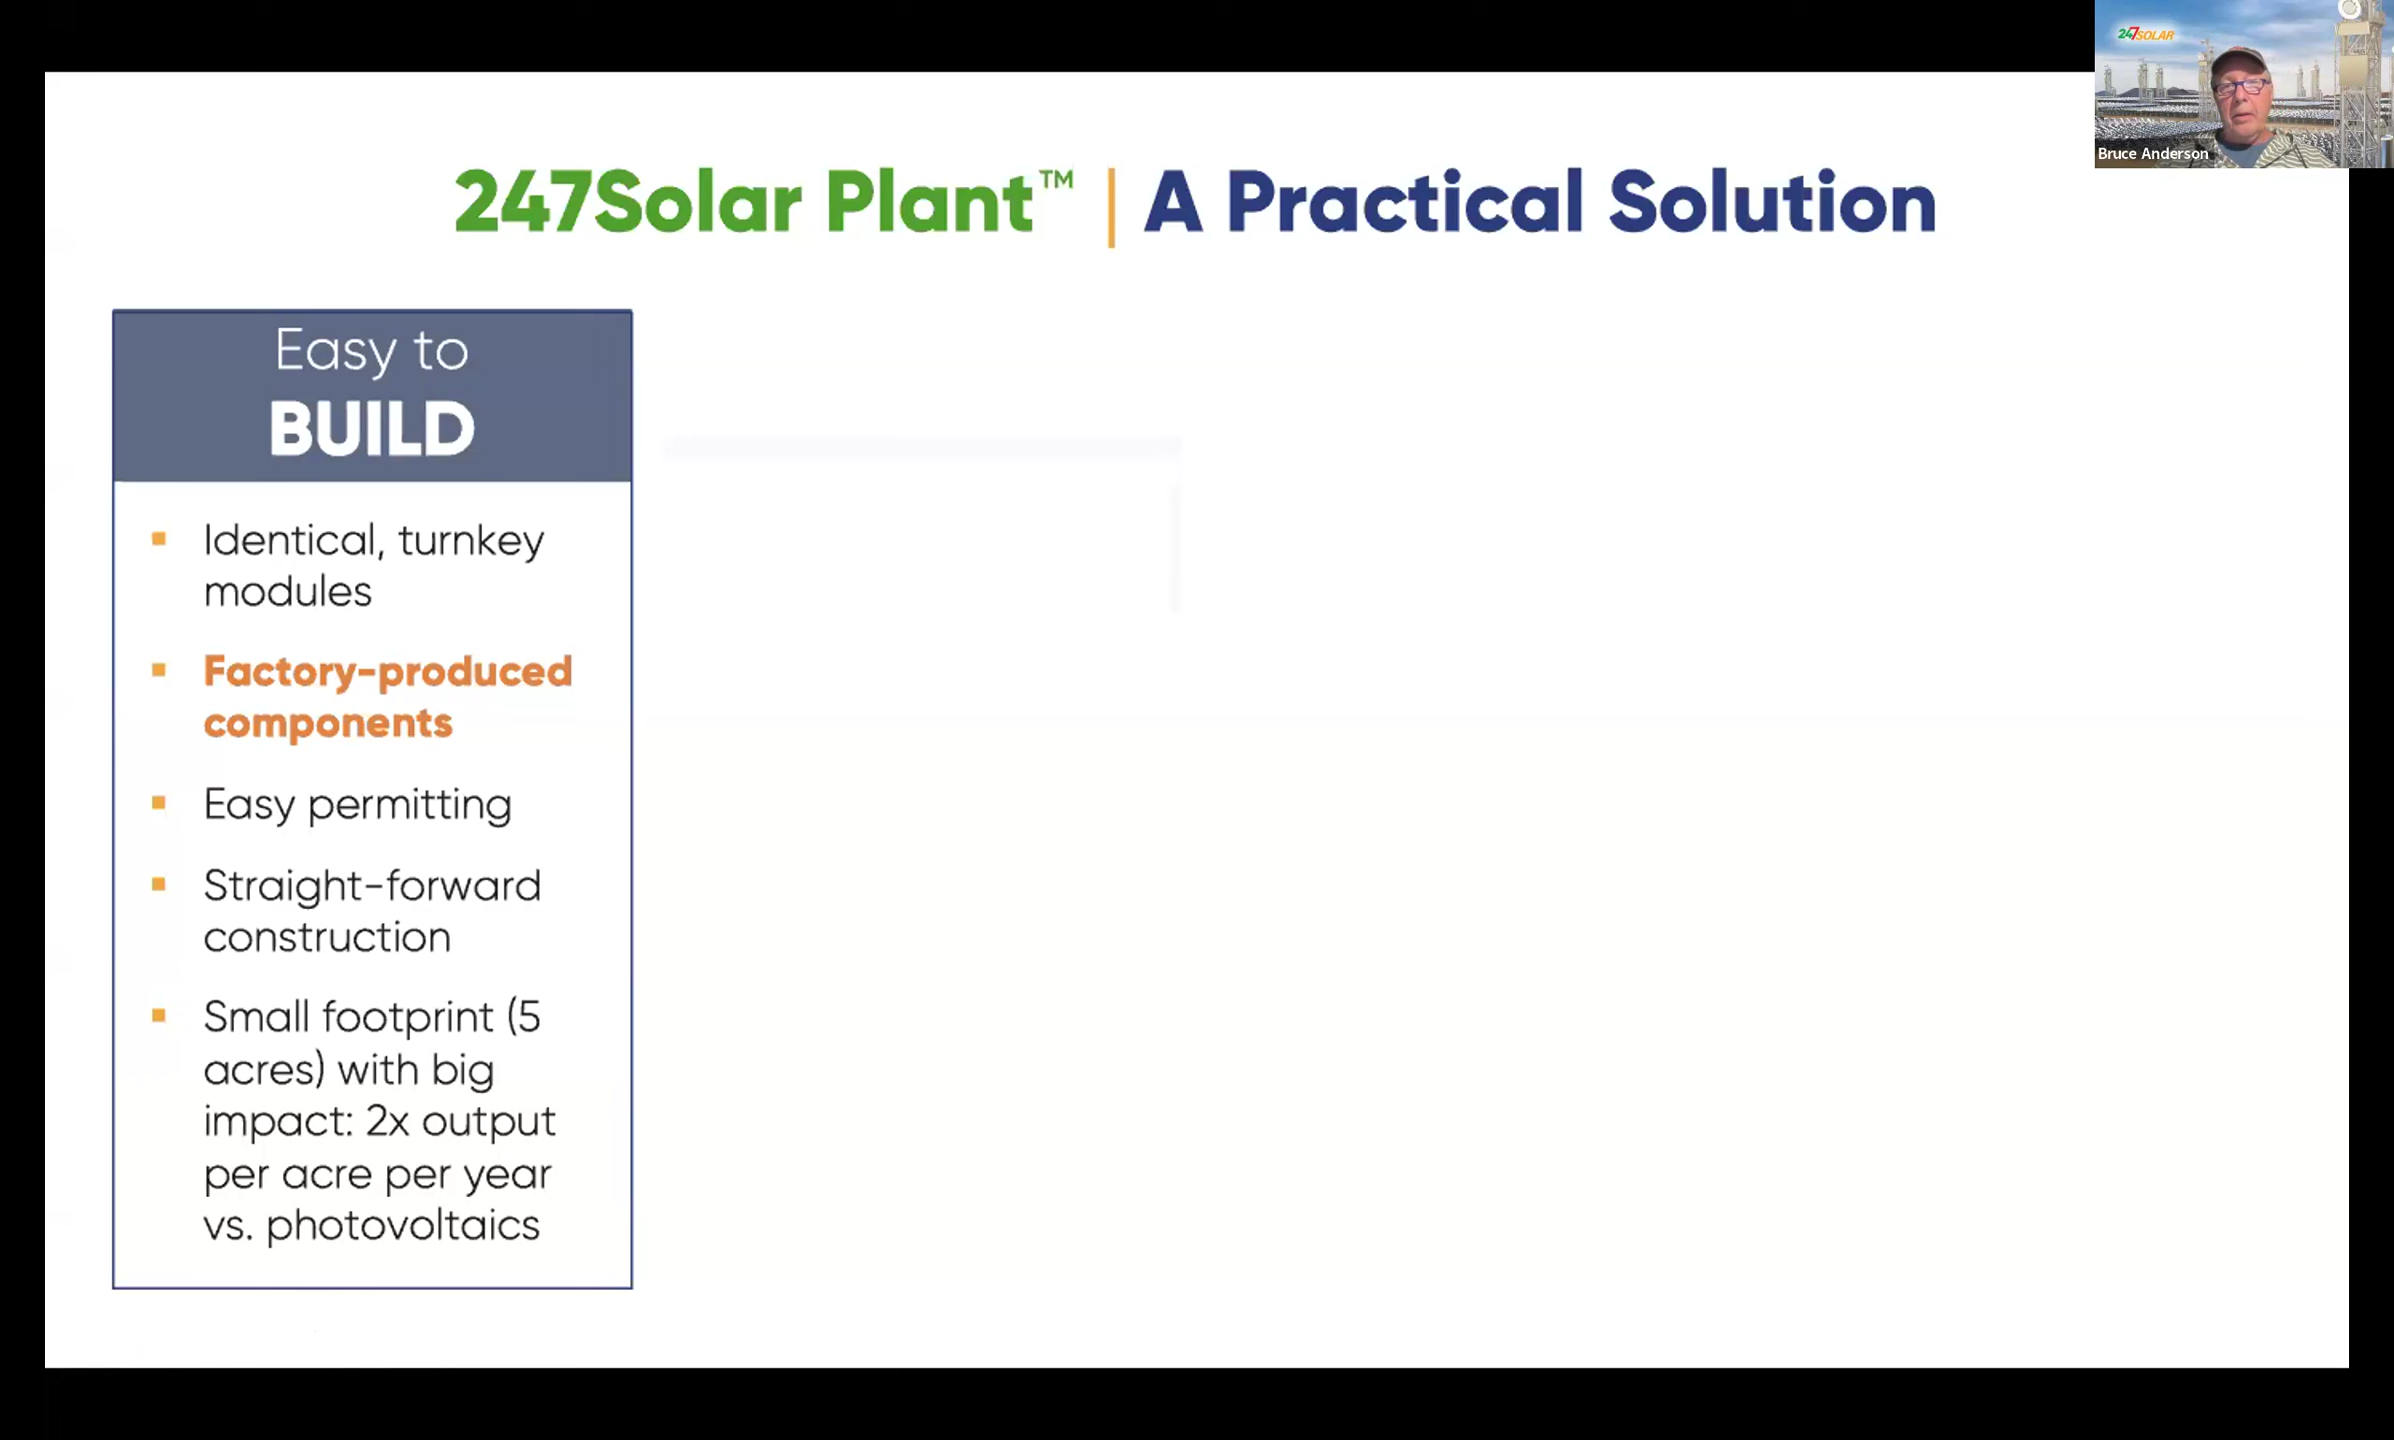 247SOLAR
Bruce Anderson
247Solar Plant™ | A Practical Solution
Easy to
BUILD
▪ Identical, turnkey
modules
▪ Factory-produced
components
▪ Easy permitting
▪ Straight-forward
construction
▪ Small footprint (5
acres) with big
impact: 2x output
per acre per year
vs. photovoltaics